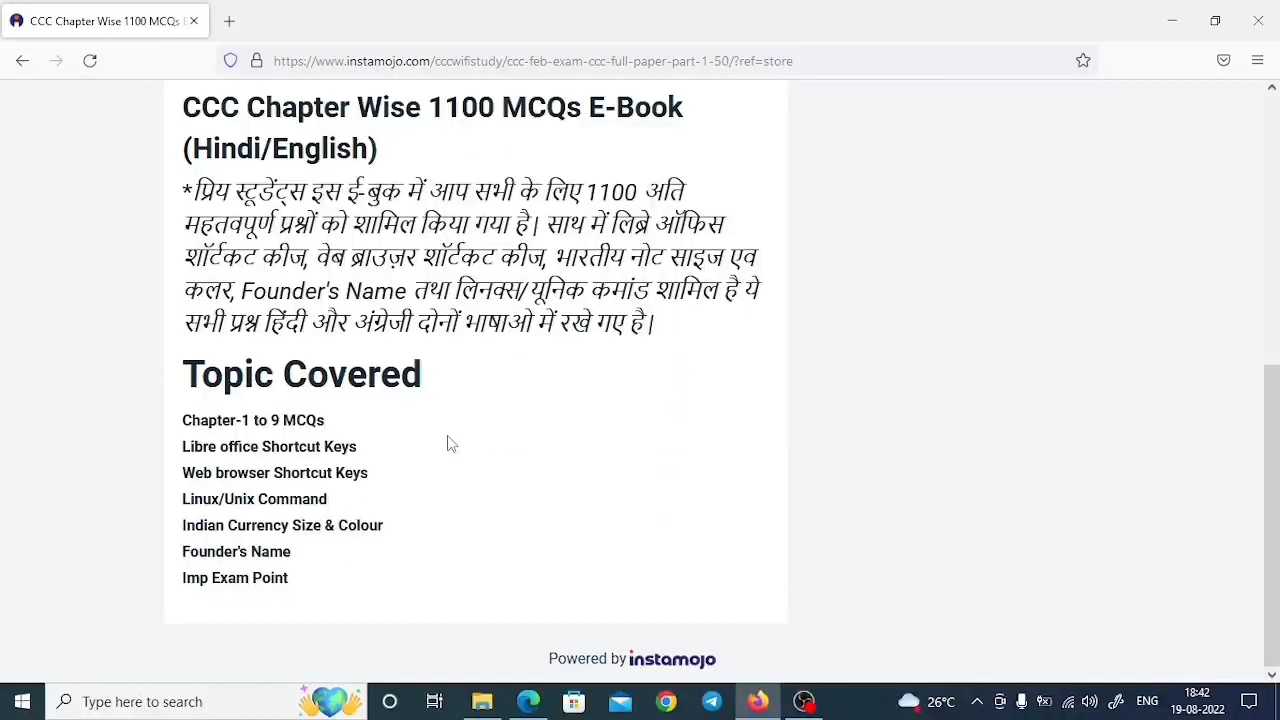 CCC Chapter Wise 1100 MCQs E
https://www.instamojo.com/cccwifistudy/ccc-feb-exam-ccc-full-paper-part-1-50/?ref=store
CCC Chapter Wise 1100 MCQs E-Book
(Hindi/English)
*प्रिय स्टूडेंट्स इस ई-बुक में आप सभी के लिए 1100 अति
महतवपूर्ण प्रश्नों को शामिल किया गया है| साथ में लिब्रे ऑफिस
शॉर्टकट कीज, वेब ब्राउज़र शॉर्टकट कीज, भारतीय नोट साइज एव
कलर, Founder's Name तथा लिनक्स/यूनिक कमांड शामिल है ये
सभी प्रश्न हिंदी और अंग्रेजी दोनों भाषाओ में रखे गए है|
Topic Covered
Chapter-1 to 9 MCQs
Libre office Shortcut Keys
Web browser Shortcut Keys
Linux/Unix Command
Indian Currency Size & Colour
Founder's Name
Imp Exam Point
Powered by instamojo
Type here to search
26°C
ENG
18:42
19-08-2022